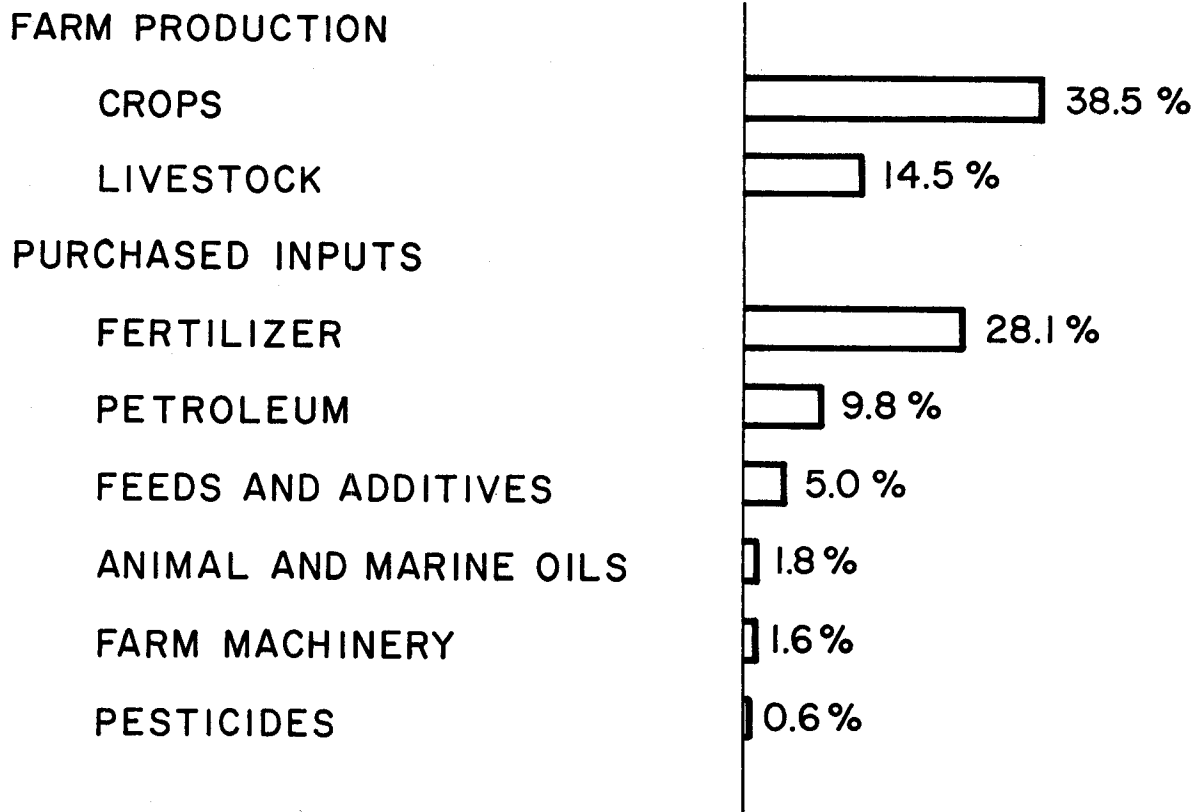 FARM PRODUCTION
CROPS 38.5 %
LIVESTOCK 14.5 %
PURCHASED INPUTS
FERTILIZER 28.1 %
PETROLEUM 9.8 %
FEEDS AND ADDITIVES 5.0 %
ANIMAL AND MARINE OILS 1.8 %
FARM MACHINERY 1.6 %
PESTICIDES 0.6 %